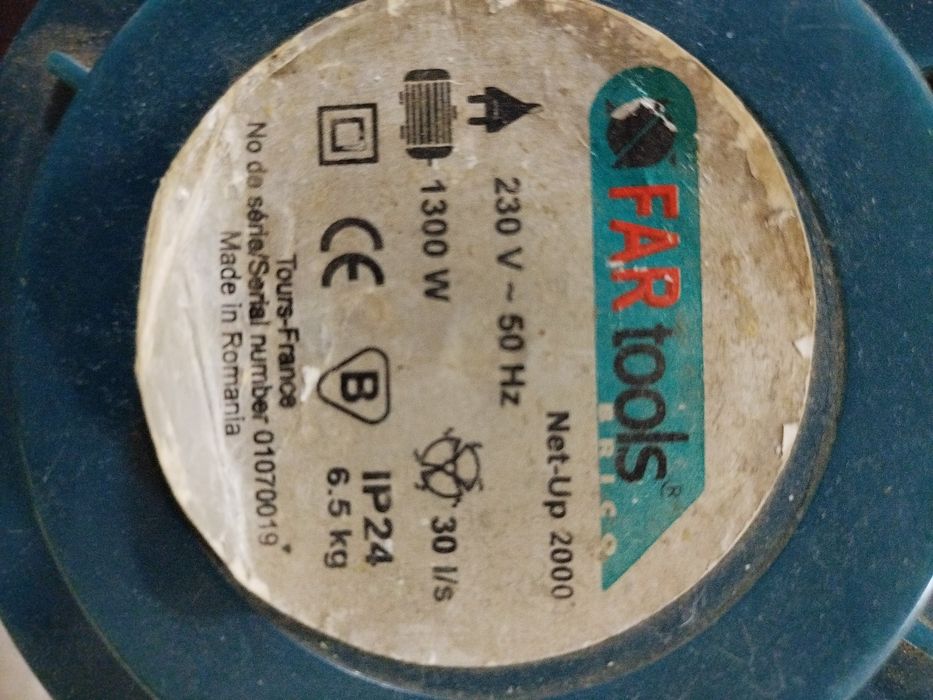 FAR tools®
Net-Up 2000
230 V ~ 50 Hz
1300 W 30 l/s
CE B IP24
6.5 kg
Tours-France
No de série/Serial number 01070019
Made in Romania